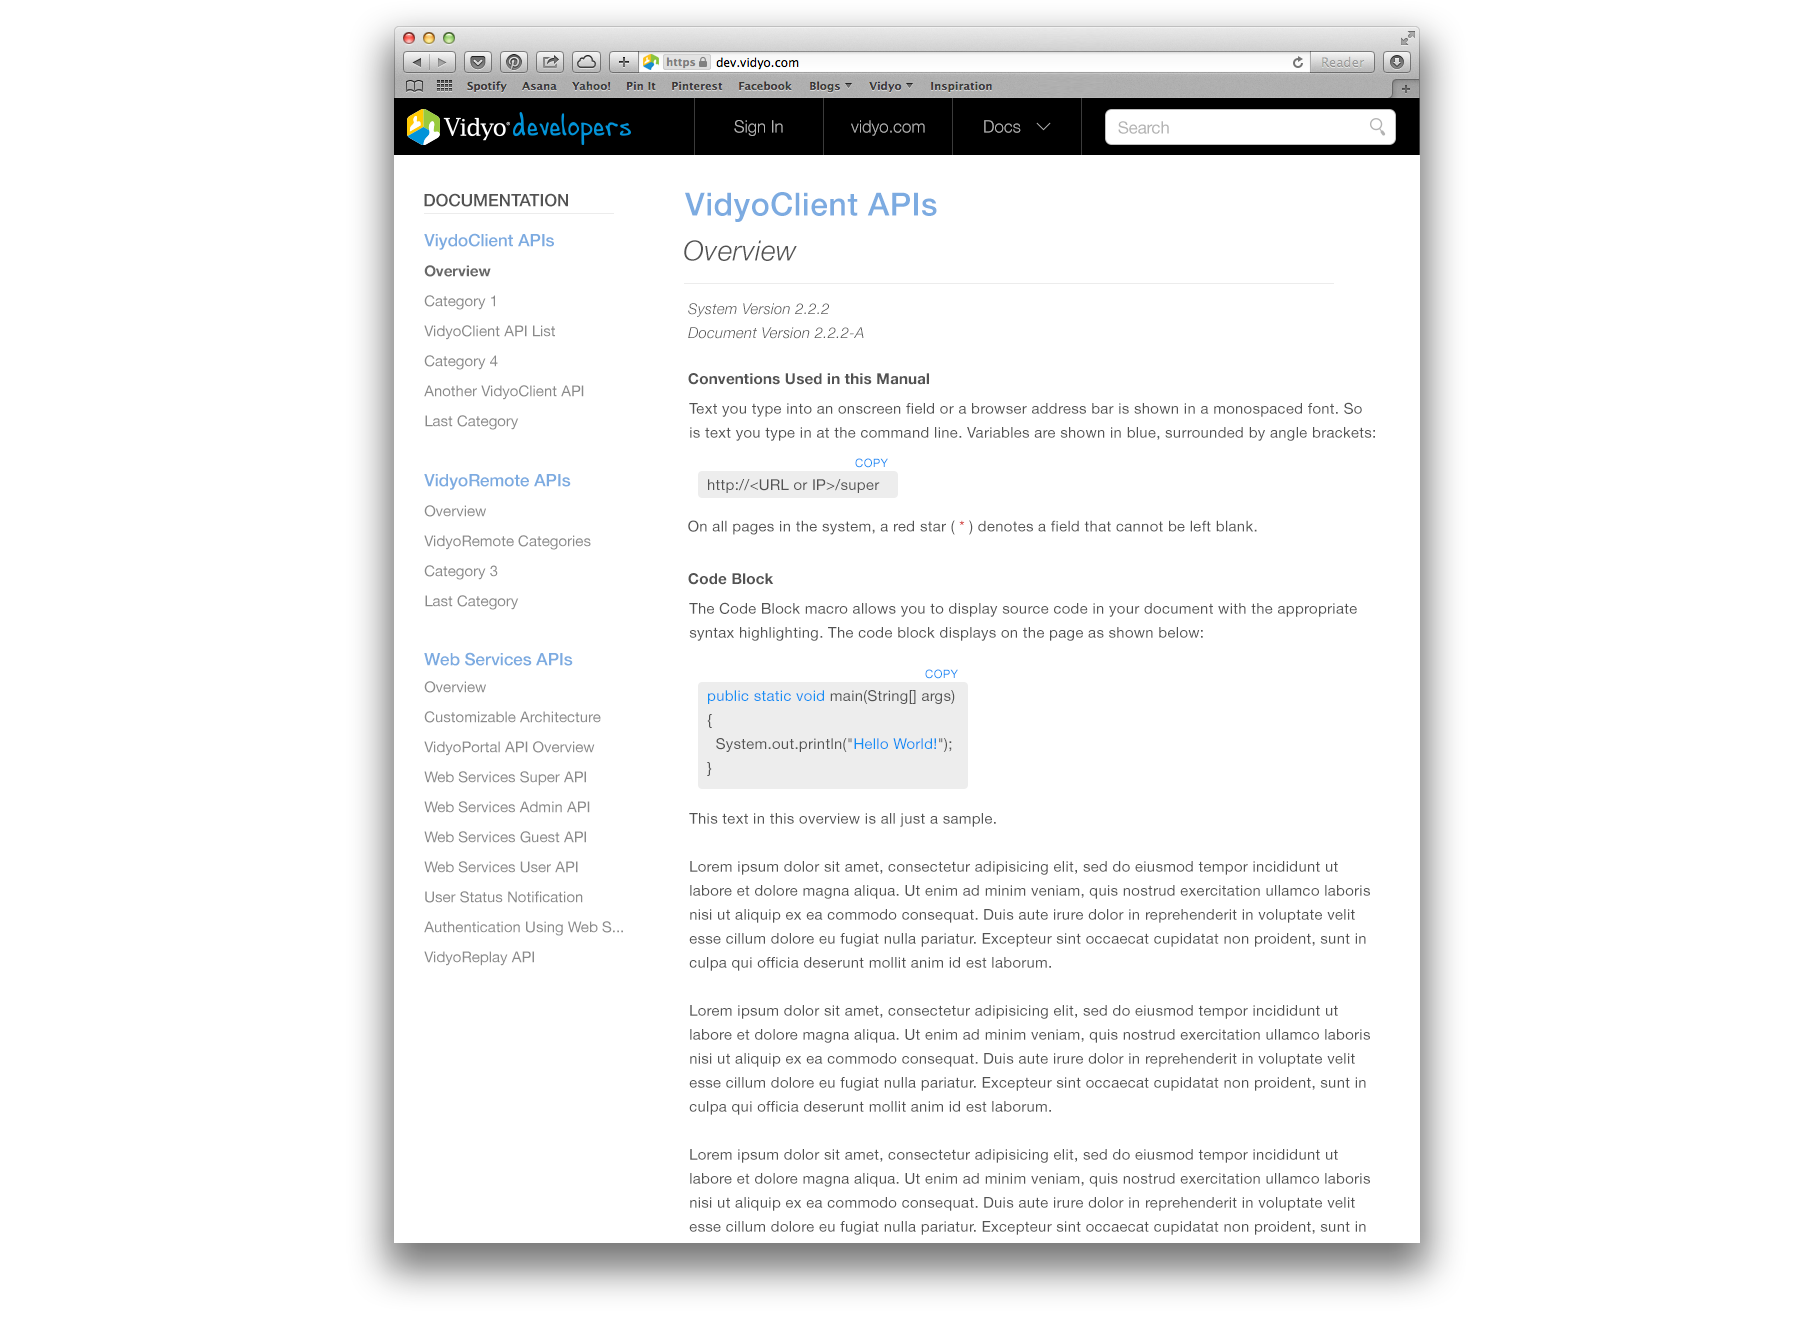 https dev.vidyo.com Reader
Spotify Asana Yahoo! Pin It Pinterest Facebook Blogs Vidyo Inspiration
Vidyo developers Sign In vidyo.com Docs Search
DOCUMENTATION
ViydoClient APIs
Overview
Category 1
VidyoClient API List
Category 4
Another VidyoClient API
Last Category
VidyoRemote APIs
Overview
VidyoRemote Categories
Category 3
Last Category
Web Services APIs
Overview
Customizable Architecture
VidyoPortal API Overview
Web Services Super API
Web Services Admin API
Web Services Guest API
Web Services User API
User Status Notification
Authentication Using Web S...
VidyoReplay API
VidyoClient APIs
Overview
System Version 2.2.2
Document Version 2.2.2-A
Conventions Used in this Manual
Text you type into an onscreen field or a browser address bar is shown in a monospaced font. So
is text you type in at the command line. Variables are shown in blue, surrounded by angle brackets:
COPY
http://<URL or IP>/super
On all pages in the system, a red star ( * ) denotes a field that cannot be left blank.
Code Block
The Code Block macro allows you to display source code in your document with the appropriate
syntax highlighting. The code block displays on the page as shown below:
COPY
public static void main(String[] args)
{
System.out.println("Hello World!");
}
This text in this overview is all just a sample.
Lorem ipsum dolor sit amet, consectetur adipisicing elit, sed do eiusmod tempor incididunt ut
labore et dolore magna aliqua. Ut enim ad minim veniam, quis nostrud exercitation ullamco laboris
nisi ut aliquip ex ea commodo consequat. Duis aute irure dolor in reprehenderit in voluptate velit
esse cillum dolore eu fugiat nulla pariatur. Excepteur sint occaecat cupidatat non proident, sunt in
culpa qui officia deserunt mollit anim id est laborum.
Lorem ipsum dolor sit amet, consectetur adipisicing elit, sed do eiusmod tempor incididunt ut
labore et dolore magna aliqua. Ut enim ad minim veniam, quis nostrud exercitation ullamco laboris
nisi ut aliquip ex ea commodo consequat. Duis aute irure dolor in reprehenderit in voluptate velit
esse cillum dolore eu fugiat nulla pariatur. Excepteur sint occaecat cupidatat non proident, sunt in
culpa qui officia deserunt mollit anim id est laborum.
Lorem ipsum dolor sit amet, consectetur adipisicing elit, sed do eiusmod tempor incididunt ut
labore et dolore magna aliqua. Ut enim ad minim veniam, quis nostrud exercitation ullamco laboris
nisi ut aliquip ex ea commodo consequat. Duis aute irure dolor in reprehenderit in voluptate velit
esse cillum dolore eu fugiat nulla pariatur. Excepteur sint occaecat cupidatat non proident, sunt in